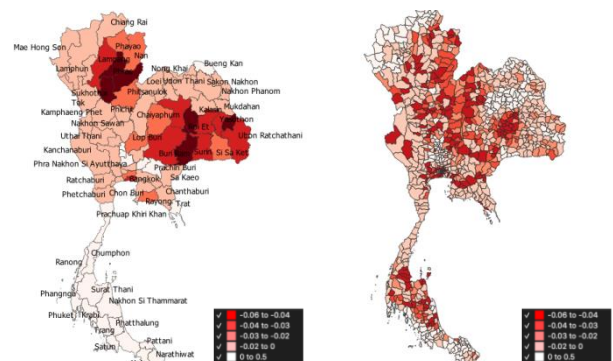 Chiang Rai
Mae Hong Son
Phayao
Nan
Lampang
Lamphun
Nong Khai
Bueng Kan
Loei
Udon Thani
Sakon Nakhon
Nakhon Phanom
Sukhothai
Phitsanulok
Tak
Kalasin
Mukdahan
Kamphaeng Phet
Phichit
Chaiyaphum
Yasothon
Nakhon Sawan
Roi Et
Uthai Thani
Lop Buri
Ubon Ratchathani
Kanchanaburi
Buri Ram
Surin
Si Sa Ket
Phra Nakhon Si Ayutthaya
Prachin Buri
Ratchaburi
Bangkok
Sa Kaeo
Phetchaburi
Chon Buri
Chanthaburi
Rayong
Trat
Prachuap Khiri Khan
Chumphon
Ranong
Surat Thani
Phangnga
Nakhon Si Thammarat
Phuket
Krabi
Phatthalung
Trang
Pattani
Satun
Narathiwat
-0.06 to -0.04
-0.04 to -0.03
-0.03 to -0.02
-0.02 to 0
0 to 0.5
-0.06 to -0.04
-0.04 to -0.03
-0.03 to -0.02
-0.02 to 0
0 to 0.5